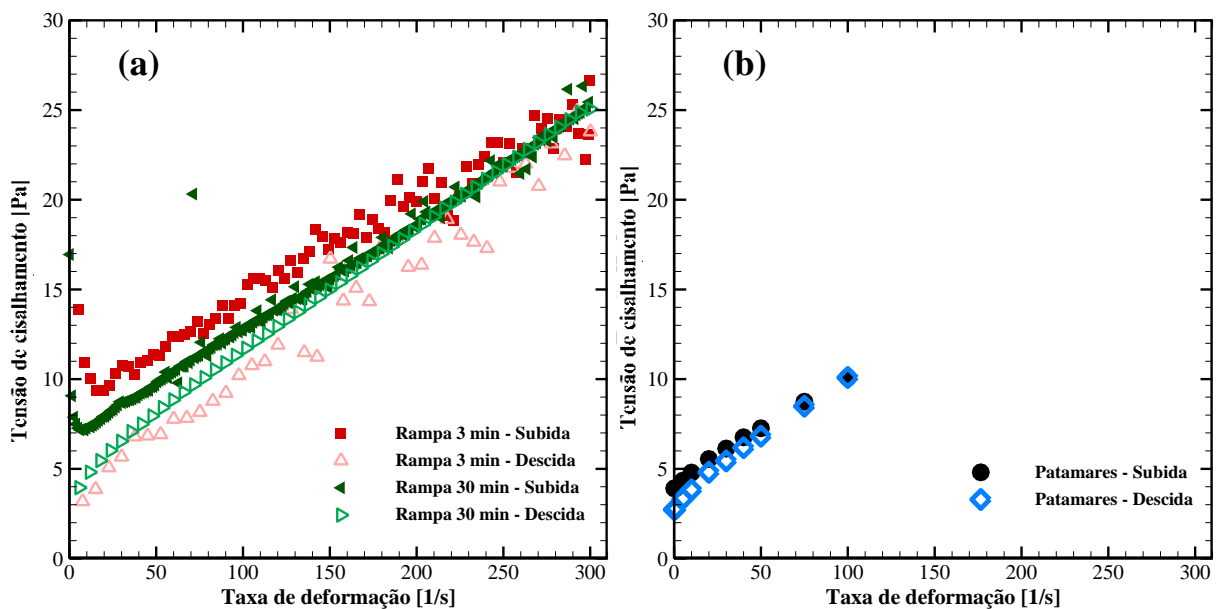 (a)
30
25
20
15
10
5
0
Tensão de cisalhamento [Pa]
0 50 100 150 200 250 300
Taxa de deformação [1/s]
Rampa 3 min - Subida
Rampa 3 min - Descida
Rampa 30 min - Subida
Rampa 30 min - Descida
(b)
30
25
20
15
10
5
0
Tensão de cisalhamento [Pa]
0 50 100 150 200 250 300
Taxa de deformação [1/s]
Patamares - Subida
Patamares - Descida